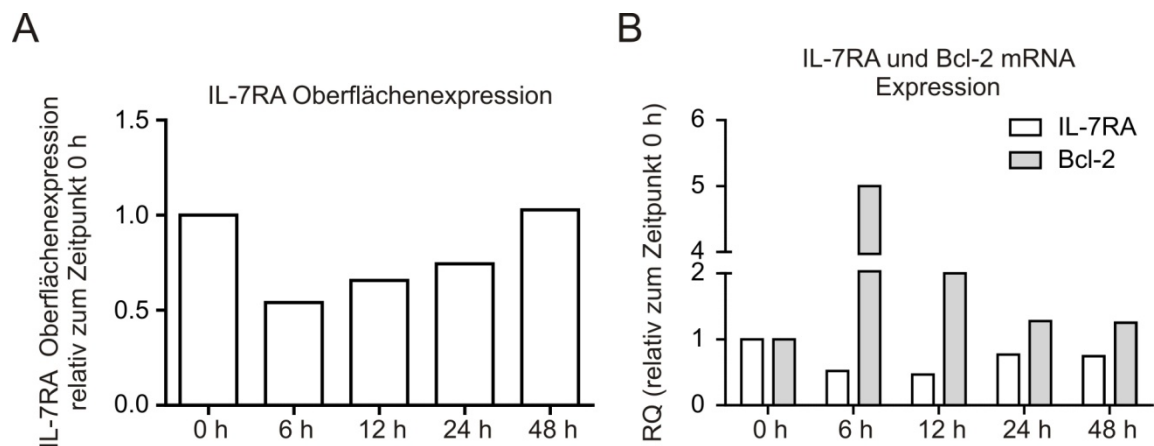 A
IL-7RA Oberflächenexpression
IL-7RA Oberflächenexpression
relativ zum Zeitpunkt 0 h
1.5
1.0
0.5
0.0
0 h 6 h 12 h 24 h 48 h
B
IL-7RA und Bcl-2 mRNA
Expression
RQ (relativ zum Zeitpunkt 0 h)
6
5
4
2
1
0
IL-7RA
Bcl-2
0 h 6 h 12 h 24 h 48 h